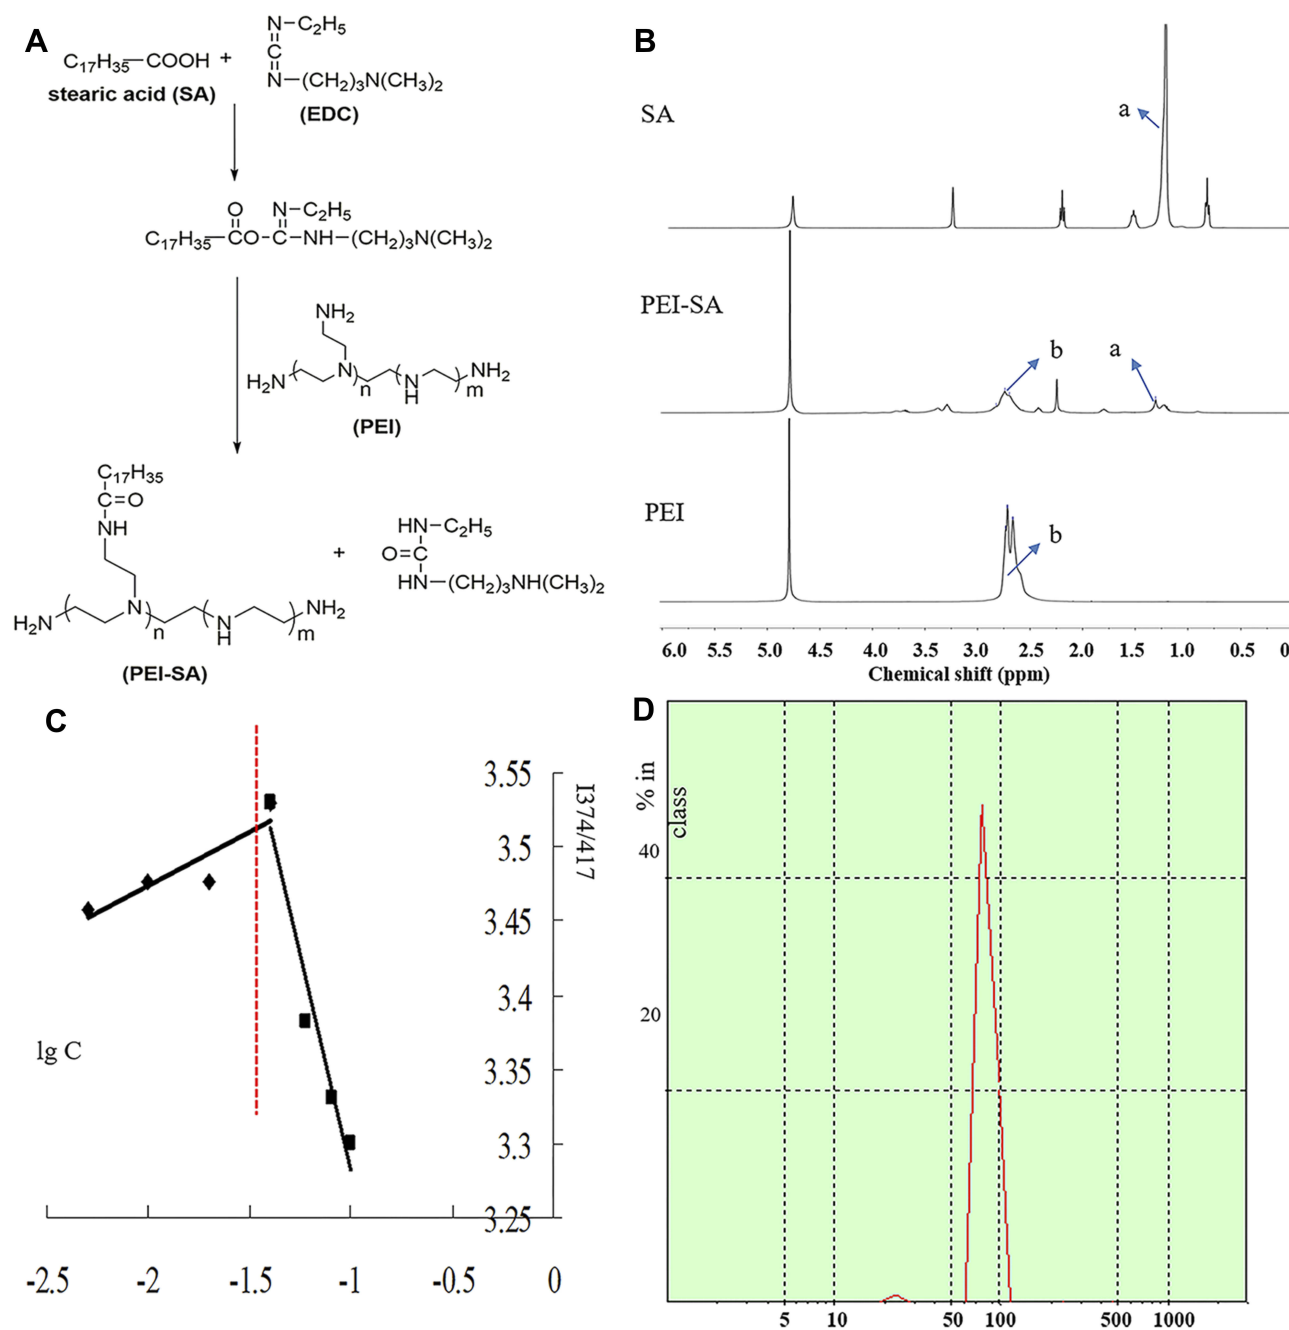 A
C17H35—COOH +
stearic acid (SA)
N—C2H5
C
N—(CH2)3N(CH3)2
(EDC)
O
N—C2H5
C17H35—CO—C—NH—(CH2)3N(CH3)2
NH2
H2N ( N )n ( N H )m NH2
(PEI)
C17H35
C=O
NH
H2N ( N )n ( N H )m NH2
(PEI-SA)
+
HN—C2H5
O=C
HN—(CH2)3NH(CH3)2
B
SA
a
PEI-SA
b
a
PEI
b
6.0 5.5 5.0 4.5 4.0 3.5 3.0 2.5 2.0 1.5 1.0 0.5 0
Chemical shift (ppm)
C
3.55
3.5
3.45
3.4
3.35
3.3
3.25
I374/417
lg C
-2.5 -2 -1.5 -1 -0.5 0
D
% in
class
40
20
5 10 50 100 500 1000